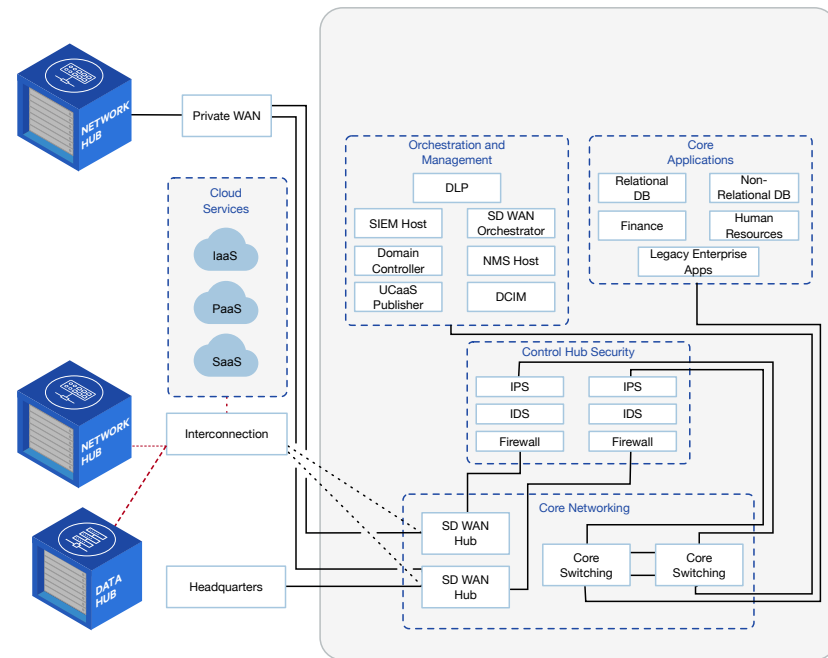 NETWORK
HUB
Private WAN
Cloud
Services
IaaS
PaaS
SaaS
NETWORK
HUB
Interconnection
DATA
HUB
Headquarters
Orchestration and
Management
DLP
SIEM Host
SD WAN
Orchestrator
Domain
Controller
NMS Host
UCaaS
Publisher
DCIM
Core
Applications
Relational
DB
Non-
Relational DB
Finance
Human
Resources
Legacy Enterprise
Apps
Control Hub Security
IPS
IPS
IDS
IDS
Firewall
Firewall
Core Networking
SD WAN
Hub
SD WAN
Hub
Core
Switching
Core
Switching